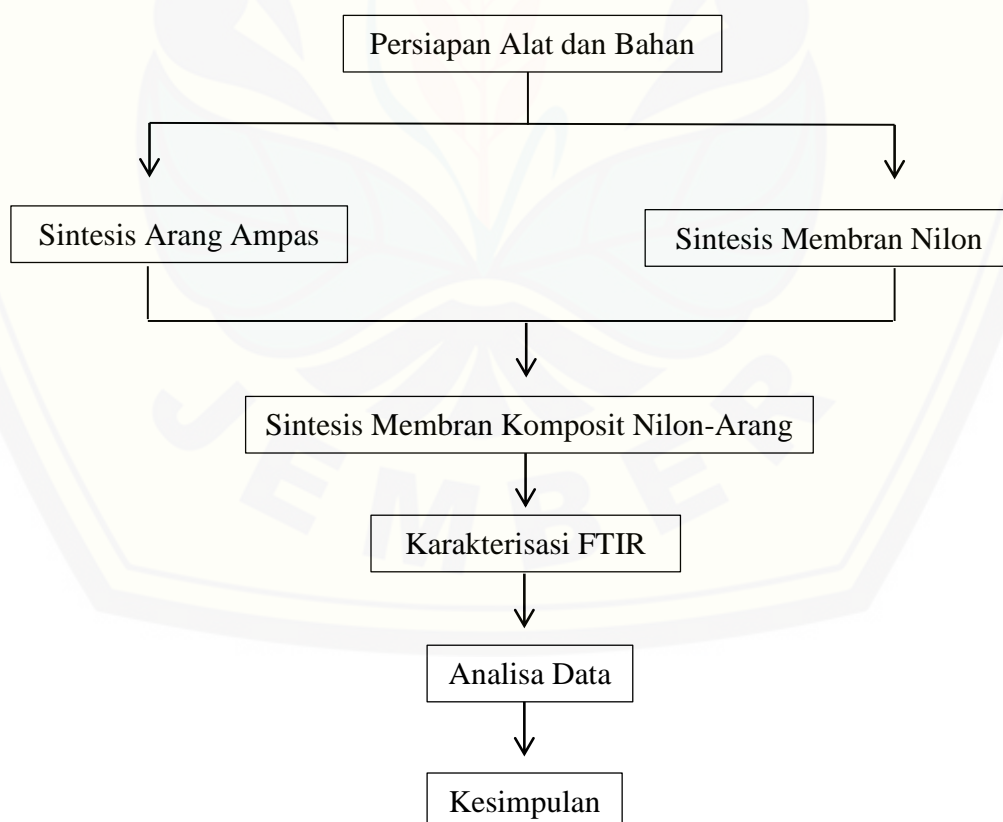 Persiapan Alat dan Bahan
Sintesis Arang Ampas
Sintesis Membran Nilon
Sintesis Membran Komposit Nilon-Arang
JEMBER
Karakterisasi FTIR
Analisa Data
Kesimpulan